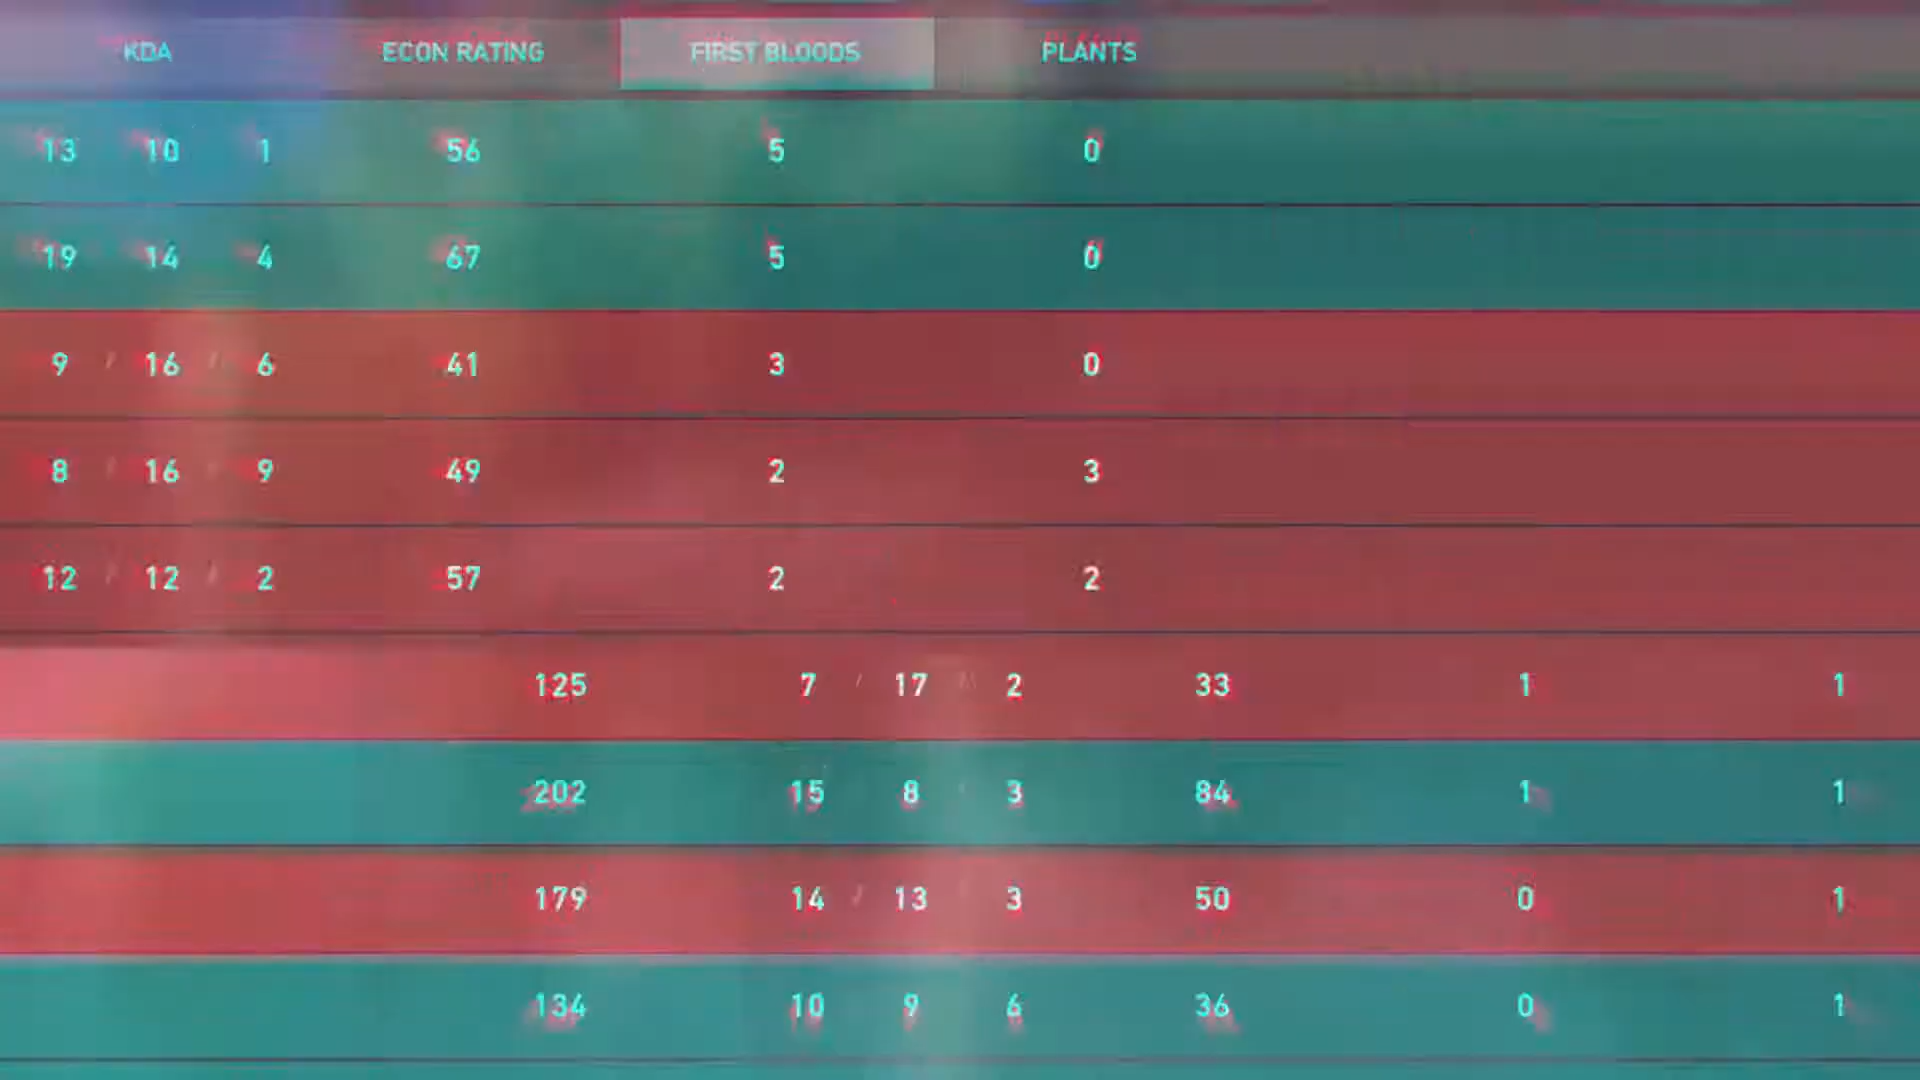 KDA ECON RATING FIRST BLOODS PLANTS
13 10 1 56 5 0
19 14 4 67 5 0
9 / 16 / 6 41 3 0
8 / 16 / 9 49 2 3
12 / 12 / 2 57 2 2
125 7 / 17 / 2 33 1 1
202 15 8 / 3 84 1 1
179 14 / 13 / 3 50 0 1
134 10 9 6 36 0 1